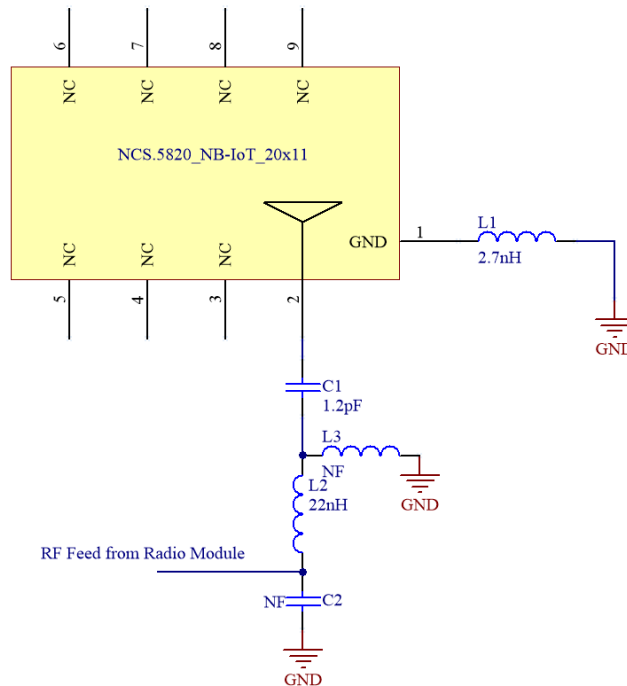 6
7
8
9
NC
NC
NC
NC
NCS.5820_NB-IoT_20x11
GND
1
L1
2.7nH
GND
NC
NC
NC
5
4
3
2
C1
1.2pF
L3
NF
GND
L2
22nH
RF Feed from Radio Module
NF
C2
GND